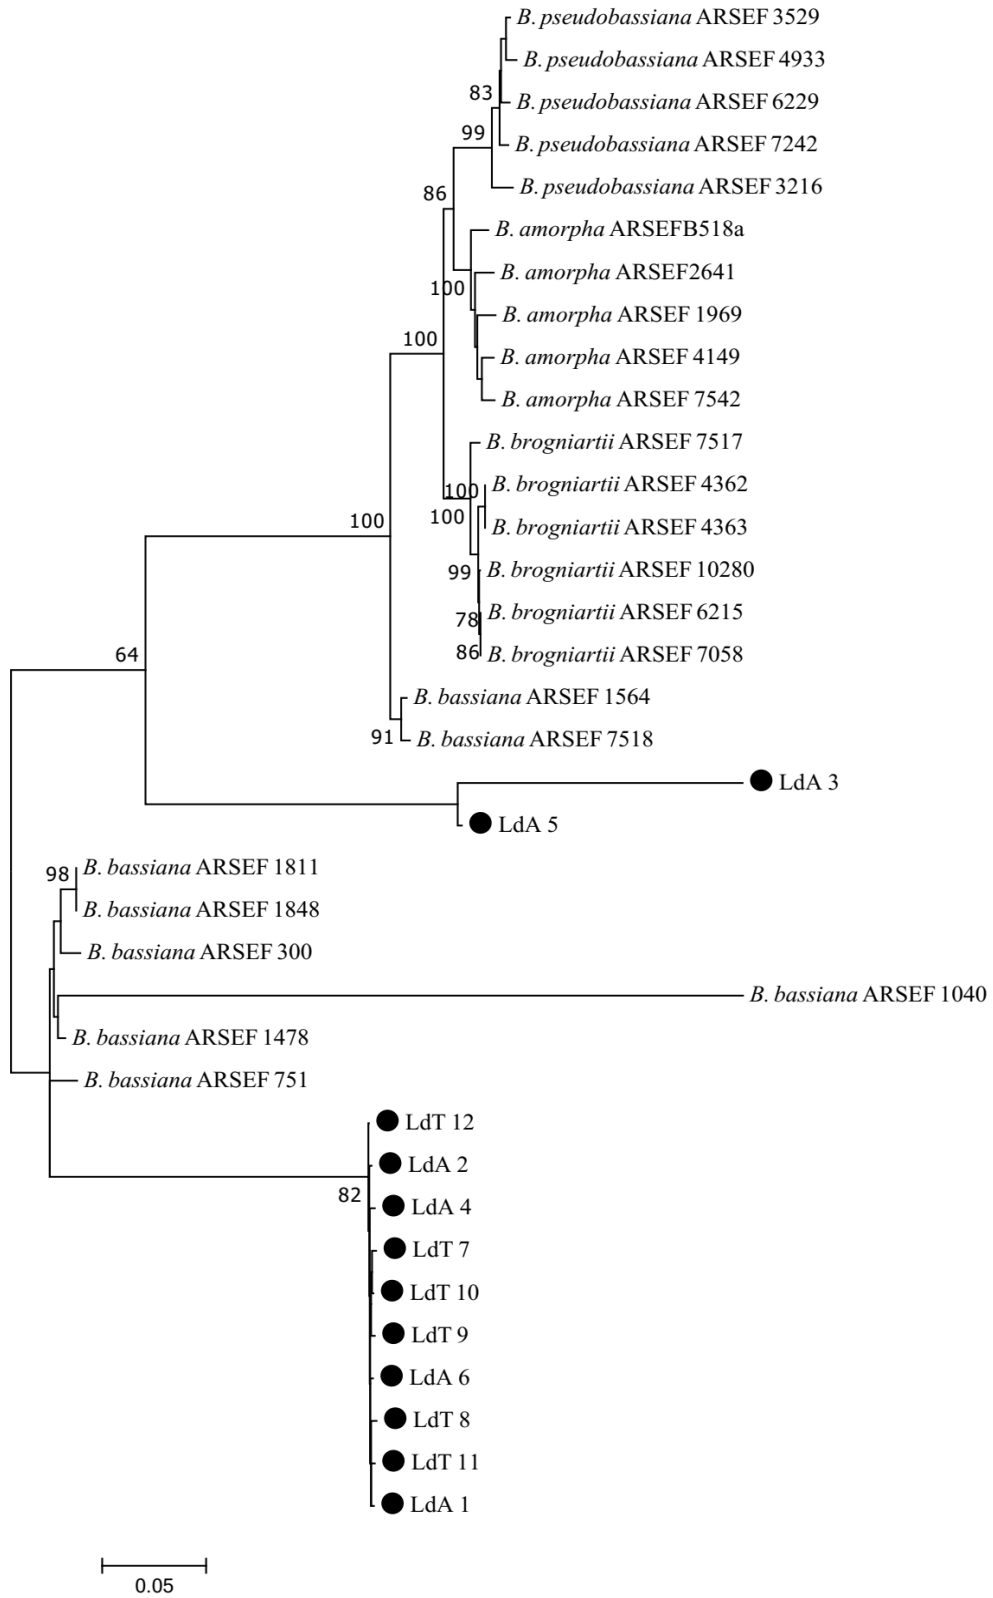 B. pseudobassiana ARSEF 3529
B. pseudobassiana ARSEF 4933
83
B. pseudobassiana ARSEF 6229
99
B. pseudobassiana ARSEF 7242
B. pseudobassiana ARSEF 3216
86
B. amorpha ARSEFB518a
B. amorpha ARSEF2641
100
B. amorpha ARSEF 1969
100
B. amorpha ARSEF 4149
B. amorpha ARSEF 7542
B. brogniartii ARSEF 7517
100
B. brogniartii ARSEF 4362
100
100
B. brogniartii ARSEF 4363
99
B. brogniartii ARSEF 10280
78
B. brogniartii ARSEF 6215
86
B. brogniartii ARSEF 7058
64
B. bassiana ARSEF 1564
91
B. bassiana ARSEF 7518
LdA 3
LdA 5
98
B. bassiana ARSEF 1811
B. bassiana ARSEF 1848
B. bassiana ARSEF 300
B. bassiana ARSEF 1040
B. bassiana ARSEF 1478
B. bassiana ARSEF 751
LdT 12
LdA 2
82
LdA 4
LdT 7
LdT 10
LdT 9
LdA 6
LdT 8
LdT 11
LdA 1
0.05